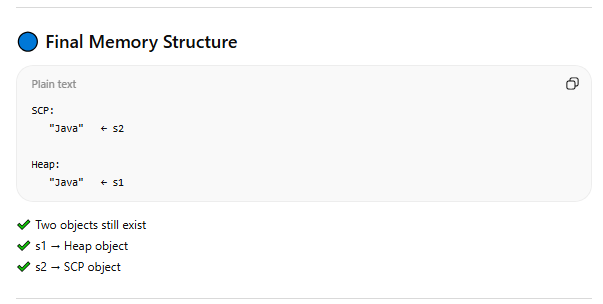 Final Memory Structure
Plain text
SCP:
"Java" ← s2
Heap:
"Java" ← s1
✔ Two objects still exist
✔ s1 → Heap object
✔ s2 → SCP object